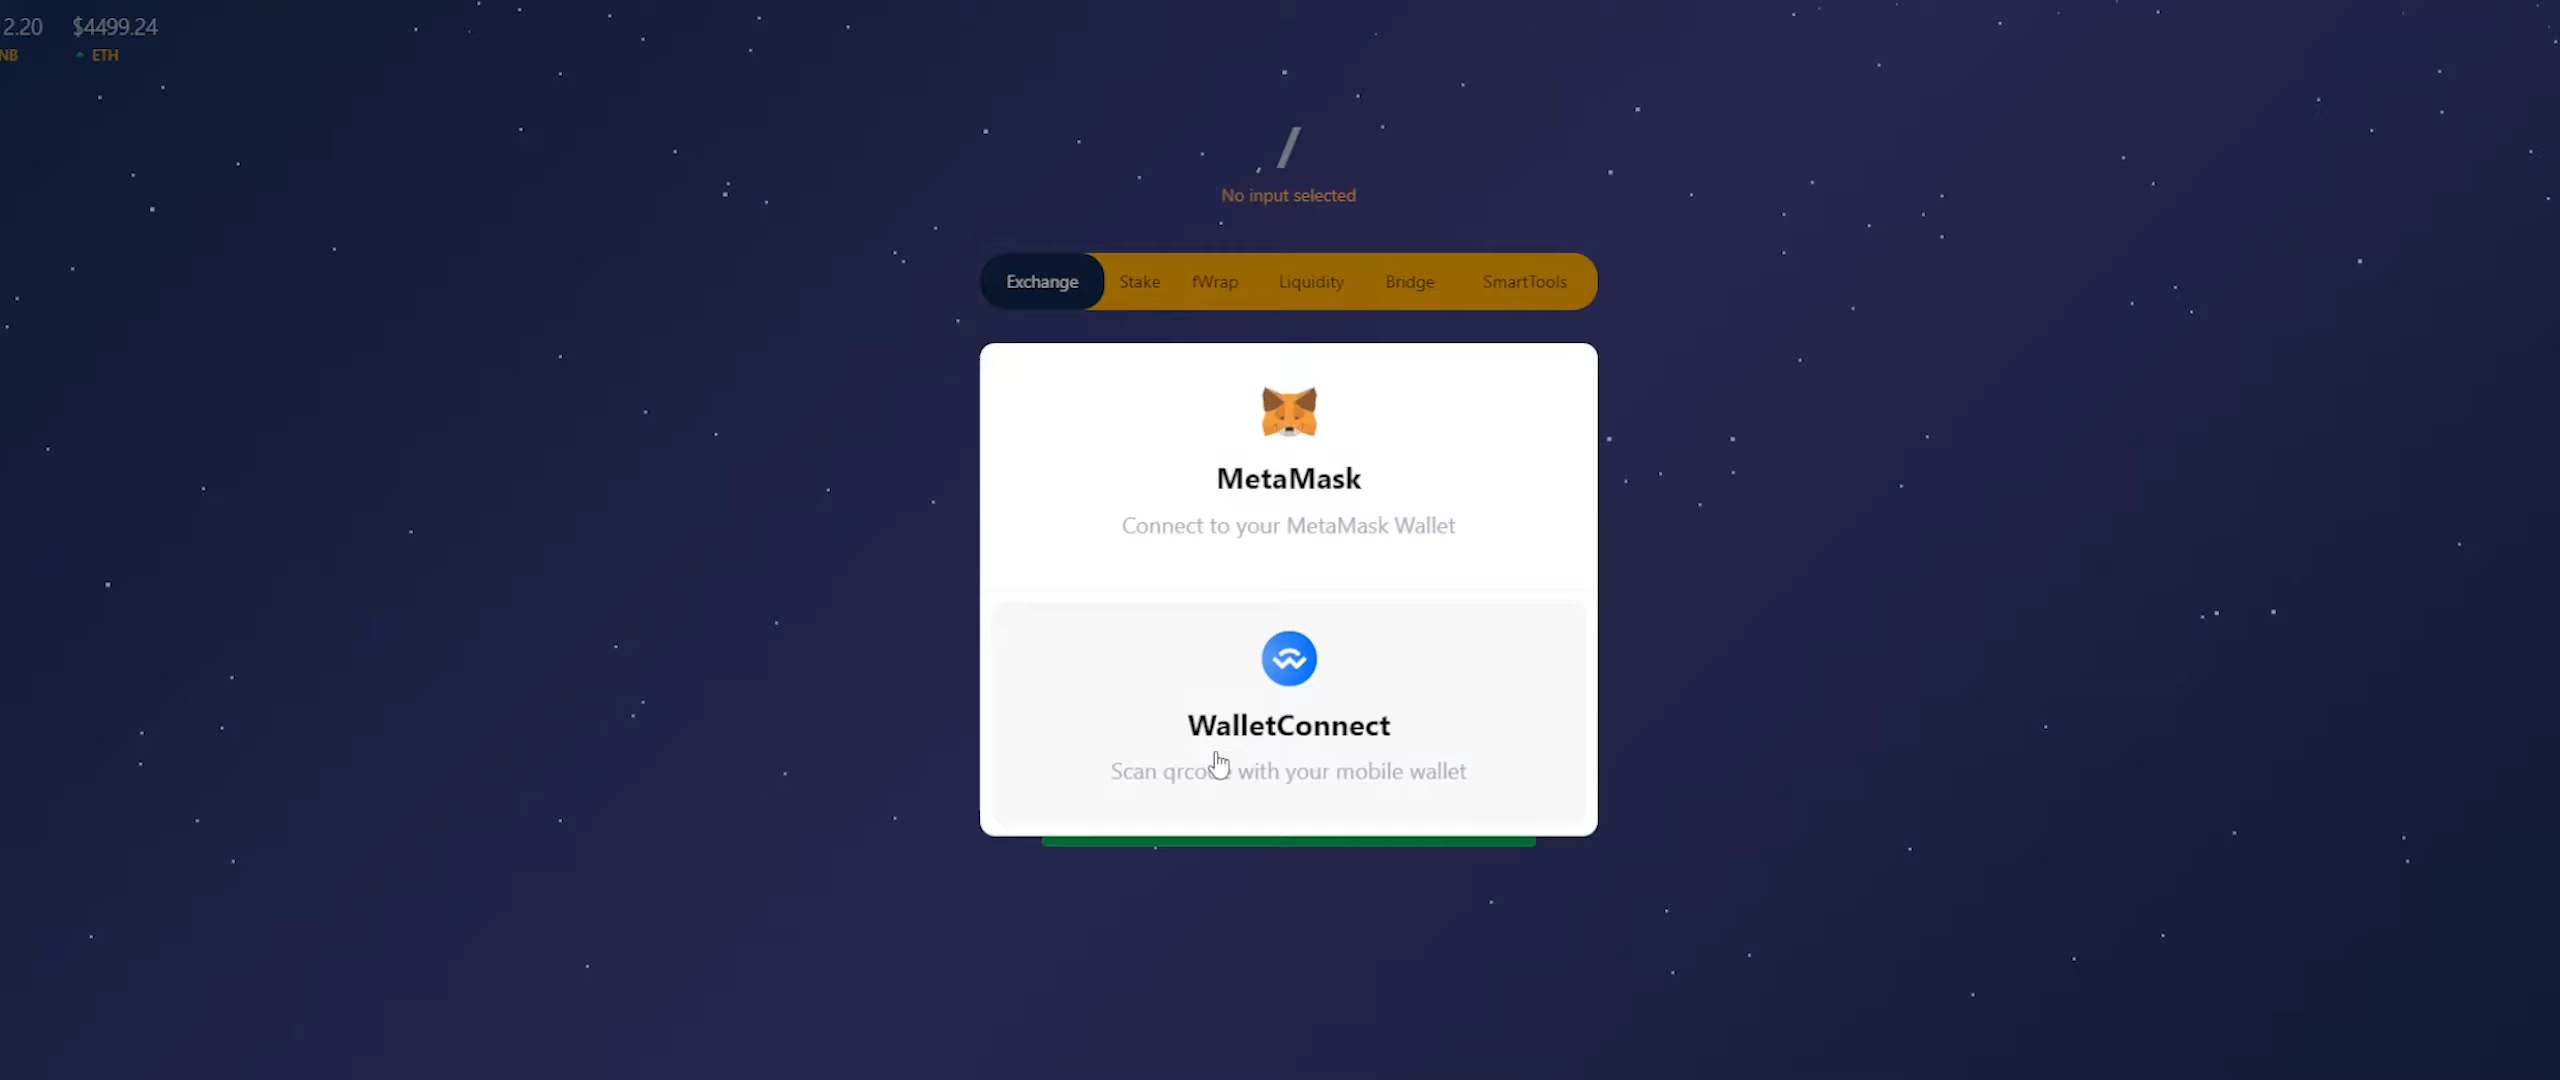 2.20 $4499.24
NB ETH
/
No input selected
Exchange Stake fWrap Liquidity Bridge SmartTools
MetaMask
Connect to your MetaMask Wallet
WalletConnect
Scan qrcode with your mobile wallet